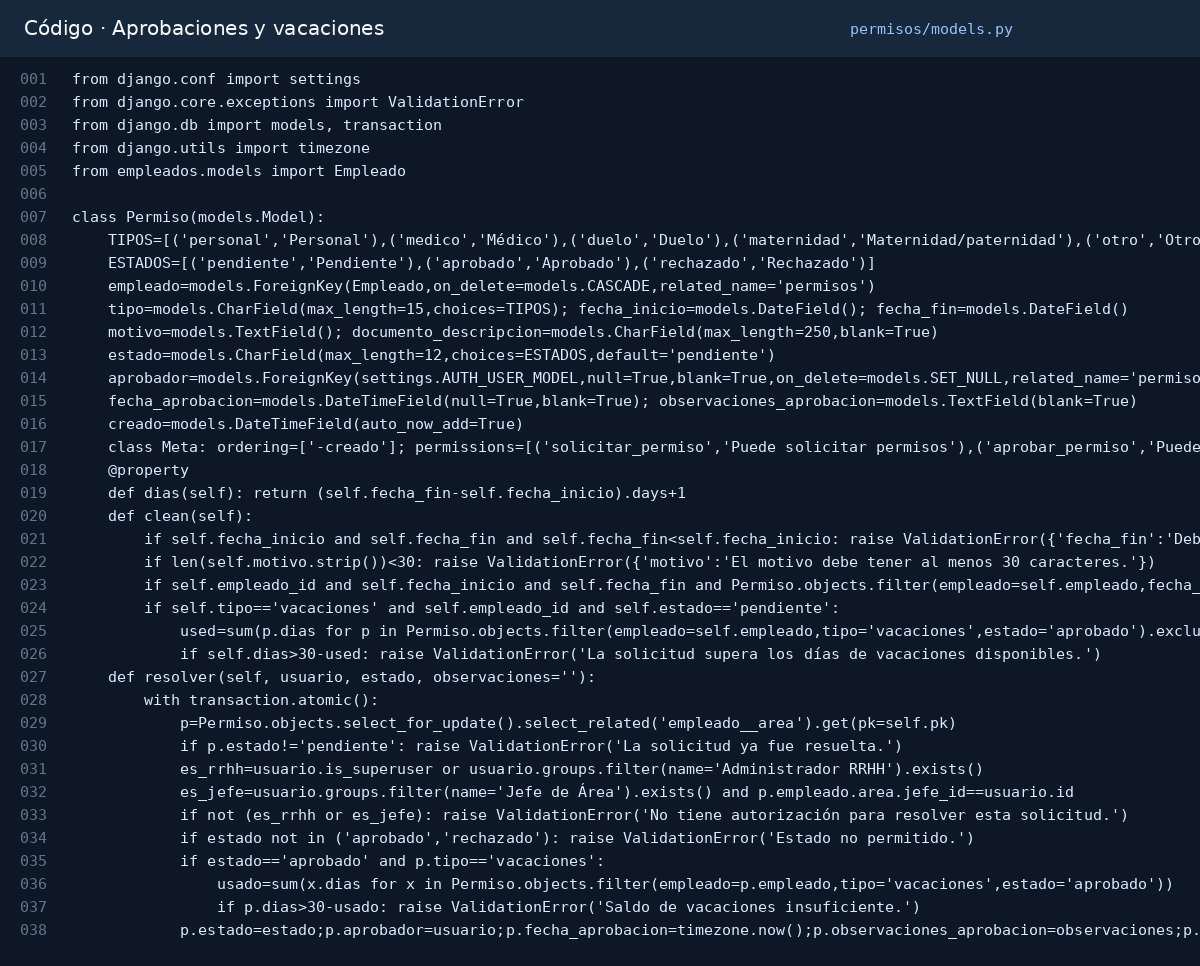 Código · Aprobaciones y vacaciones
permisos/models.py
001 from django.conf import settings
002 from django.core.exceptions import ValidationError
003 from django.db import models, transaction
004 from django.utils import timezone
005 from empleados.models import Empleado
006
007 class Permiso(models.Model):
008     TIPOS=[('personal','Personal'),('medico','Médico'),('duelo','Duelo'),('maternidad','Maternidad/paternidad'),('otro','Otro
009     ESTADOS=[('pendiente','Pendiente'),('aprobado','Aprobado'),('rechazado','Rechazado')]
010     empleado=models.ForeignKey(Empleado,on_delete=models.CASCADE,related_name='permisos')
011     tipo=models.CharField(max_length=15,choices=TIPOS); fecha_inicio=models.DateField(); fecha_fin=models.DateField()
012     motivo=models.TextField(); documento_descripcion=models.CharField(max_length=250,blank=True)
013     estado=models.CharField(max_length=12,choices=ESTADOS,default='pendiente')
014     aprobador=models.ForeignKey(settings.AUTH_USER_MODEL,null=True,blank=True,on_delete=models.SET_NULL,related_name='permiso
015     fecha_aprobacion=models.DateTimeField(null=True,blank=True); observaciones_aprobacion=models.TextField(blank=True)
016     creado=models.DateTimeField(auto_now_add=True)
017     class Meta: ordering=['-creado']; permissions=[('solicitar_permiso','Puede solicitar permisos'),('aprobar_permiso','Puede
018     @property
019     def dias(self): return (self.fecha_fin-self.fecha_inicio).days+1
020     def clean(self):
021         if self.fecha_inicio and self.fecha_fin and self.fecha_fin<self.fecha_inicio: raise ValidationError({'fecha_fin':'Deb
022         if len(self.motivo.strip())<30: raise ValidationError({'motivo':'El motivo debe tener al menos 30 caracteres.'})
023         if self.empleado_id and self.fecha_inicio and self.fecha_fin and Permiso.objects.filter(empleado=self.empleado,fecha_
024         if self.tipo=='vacaciones' and self.empleado_id and self.estado=='pendiente':
025             used=sum(p.dias for p in Permiso.objects.filter(empleado=self.empleado,tipo='vacaciones',estado='aprobado').exclu
026             if self.dias>30-used: raise ValidationError('La solicitud supera los días de vacaciones disponibles.')
027     def resolver(self, usuario, estado, observaciones=''):
028         with transaction.atomic():
029             p=Permiso.objects.select_for_update().select_related('empleado__area').get(pk=self.pk)
030             if p.estado!='pendiente': raise ValidationError('La solicitud ya fue resuelta.')
031             es_rrhh=usuario.is_superuser or usuario.groups.filter(name='Administrador RRHH').exists()
032             es_jefe=usuario.groups.filter(name='Jefe de Área').exists() and p.empleado.area.jefe_id==usuario.id
033             if not (es_rrhh or es_jefe): raise ValidationError('No tiene autorización para resolver esta solicitud.')
034             if estado not in ('aprobado','rechazado'): raise ValidationError('Estado no permitido.')
035             if estado=='aprobado' and p.tipo=='vacaciones':
036                 usado=sum(x.dias for x in Permiso.objects.filter(empleado=p.empleado,tipo='vacaciones',estado='aprobado'))
037                 if p.dias>30-usado: raise ValidationError('Saldo de vacaciones insuficiente.')
038             p.estado=estado;p.aprobador=usuario;p.fecha_aprobacion=timezone.now();p.observaciones_aprobacion=observaciones;p.